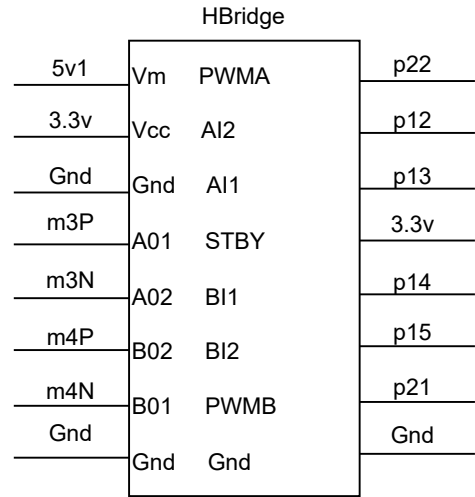 HBridge
5v1 Vm PWMA p22
3.3v Vcc AI2 p12
Gnd Gnd AI1 p13
m3P A01 STBY 3.3v
m3N A02 BI1 p14
m4P B02 BI2 p15
m4N B01 PWMB p21
Gnd Gnd Gnd Gnd